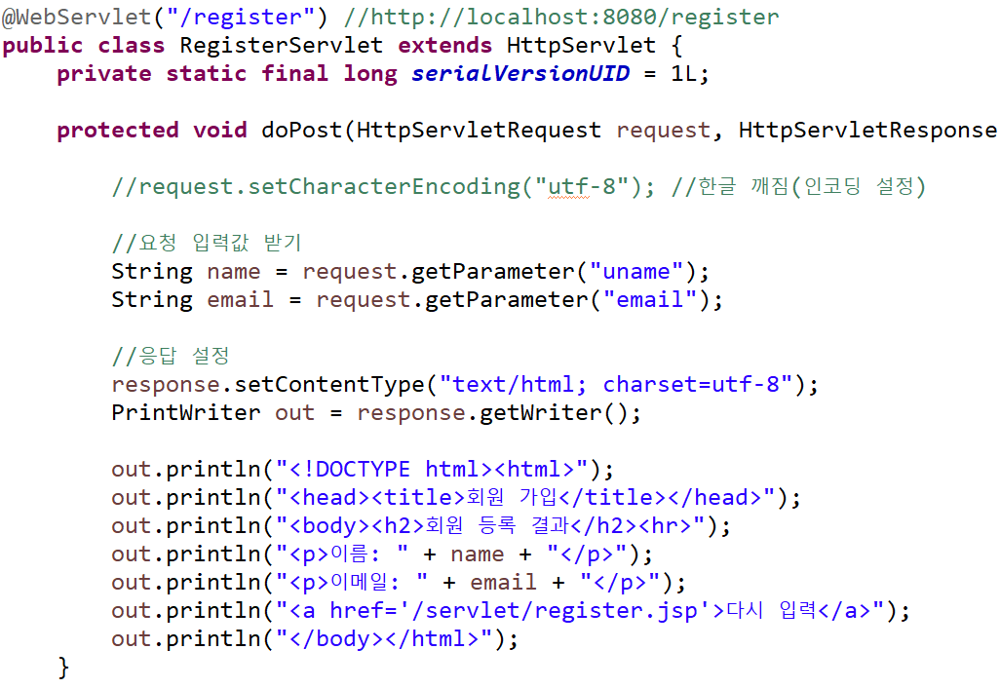 @WebServlet("/register") //http://localhost:8080/register
public class RegisterServlet extends HttpServlet {
    private static final long serialVersionUID = 1L;

    protected void doPost(HttpServletRequest request, HttpServletResponse

        //request.setCharacterEncoding("utf-8"); //한글 깨짐(인코딩 설정)

        //요청 입력값 받기
        String name = request.getParameter("uname");
        String email = request.getParameter("email");

        //응답 설정
        response.setContentType("text/html; charset=utf-8");
        PrintWriter out = response.getWriter();

        out.println("<!DOCTYPE html><html>");
        out.println("<head><title>회원 가입</title></head>");
        out.println("<body><h2>회원 등록 결과</h2><hr>");
        out.println("<p>이름: " + name + "</p>");
        out.println("<p>이메일: " + email + "</p>");
        out.println("<a href='/servlet/register.jsp'>다시 입력</a>");
        out.println("</body></html>");
    }